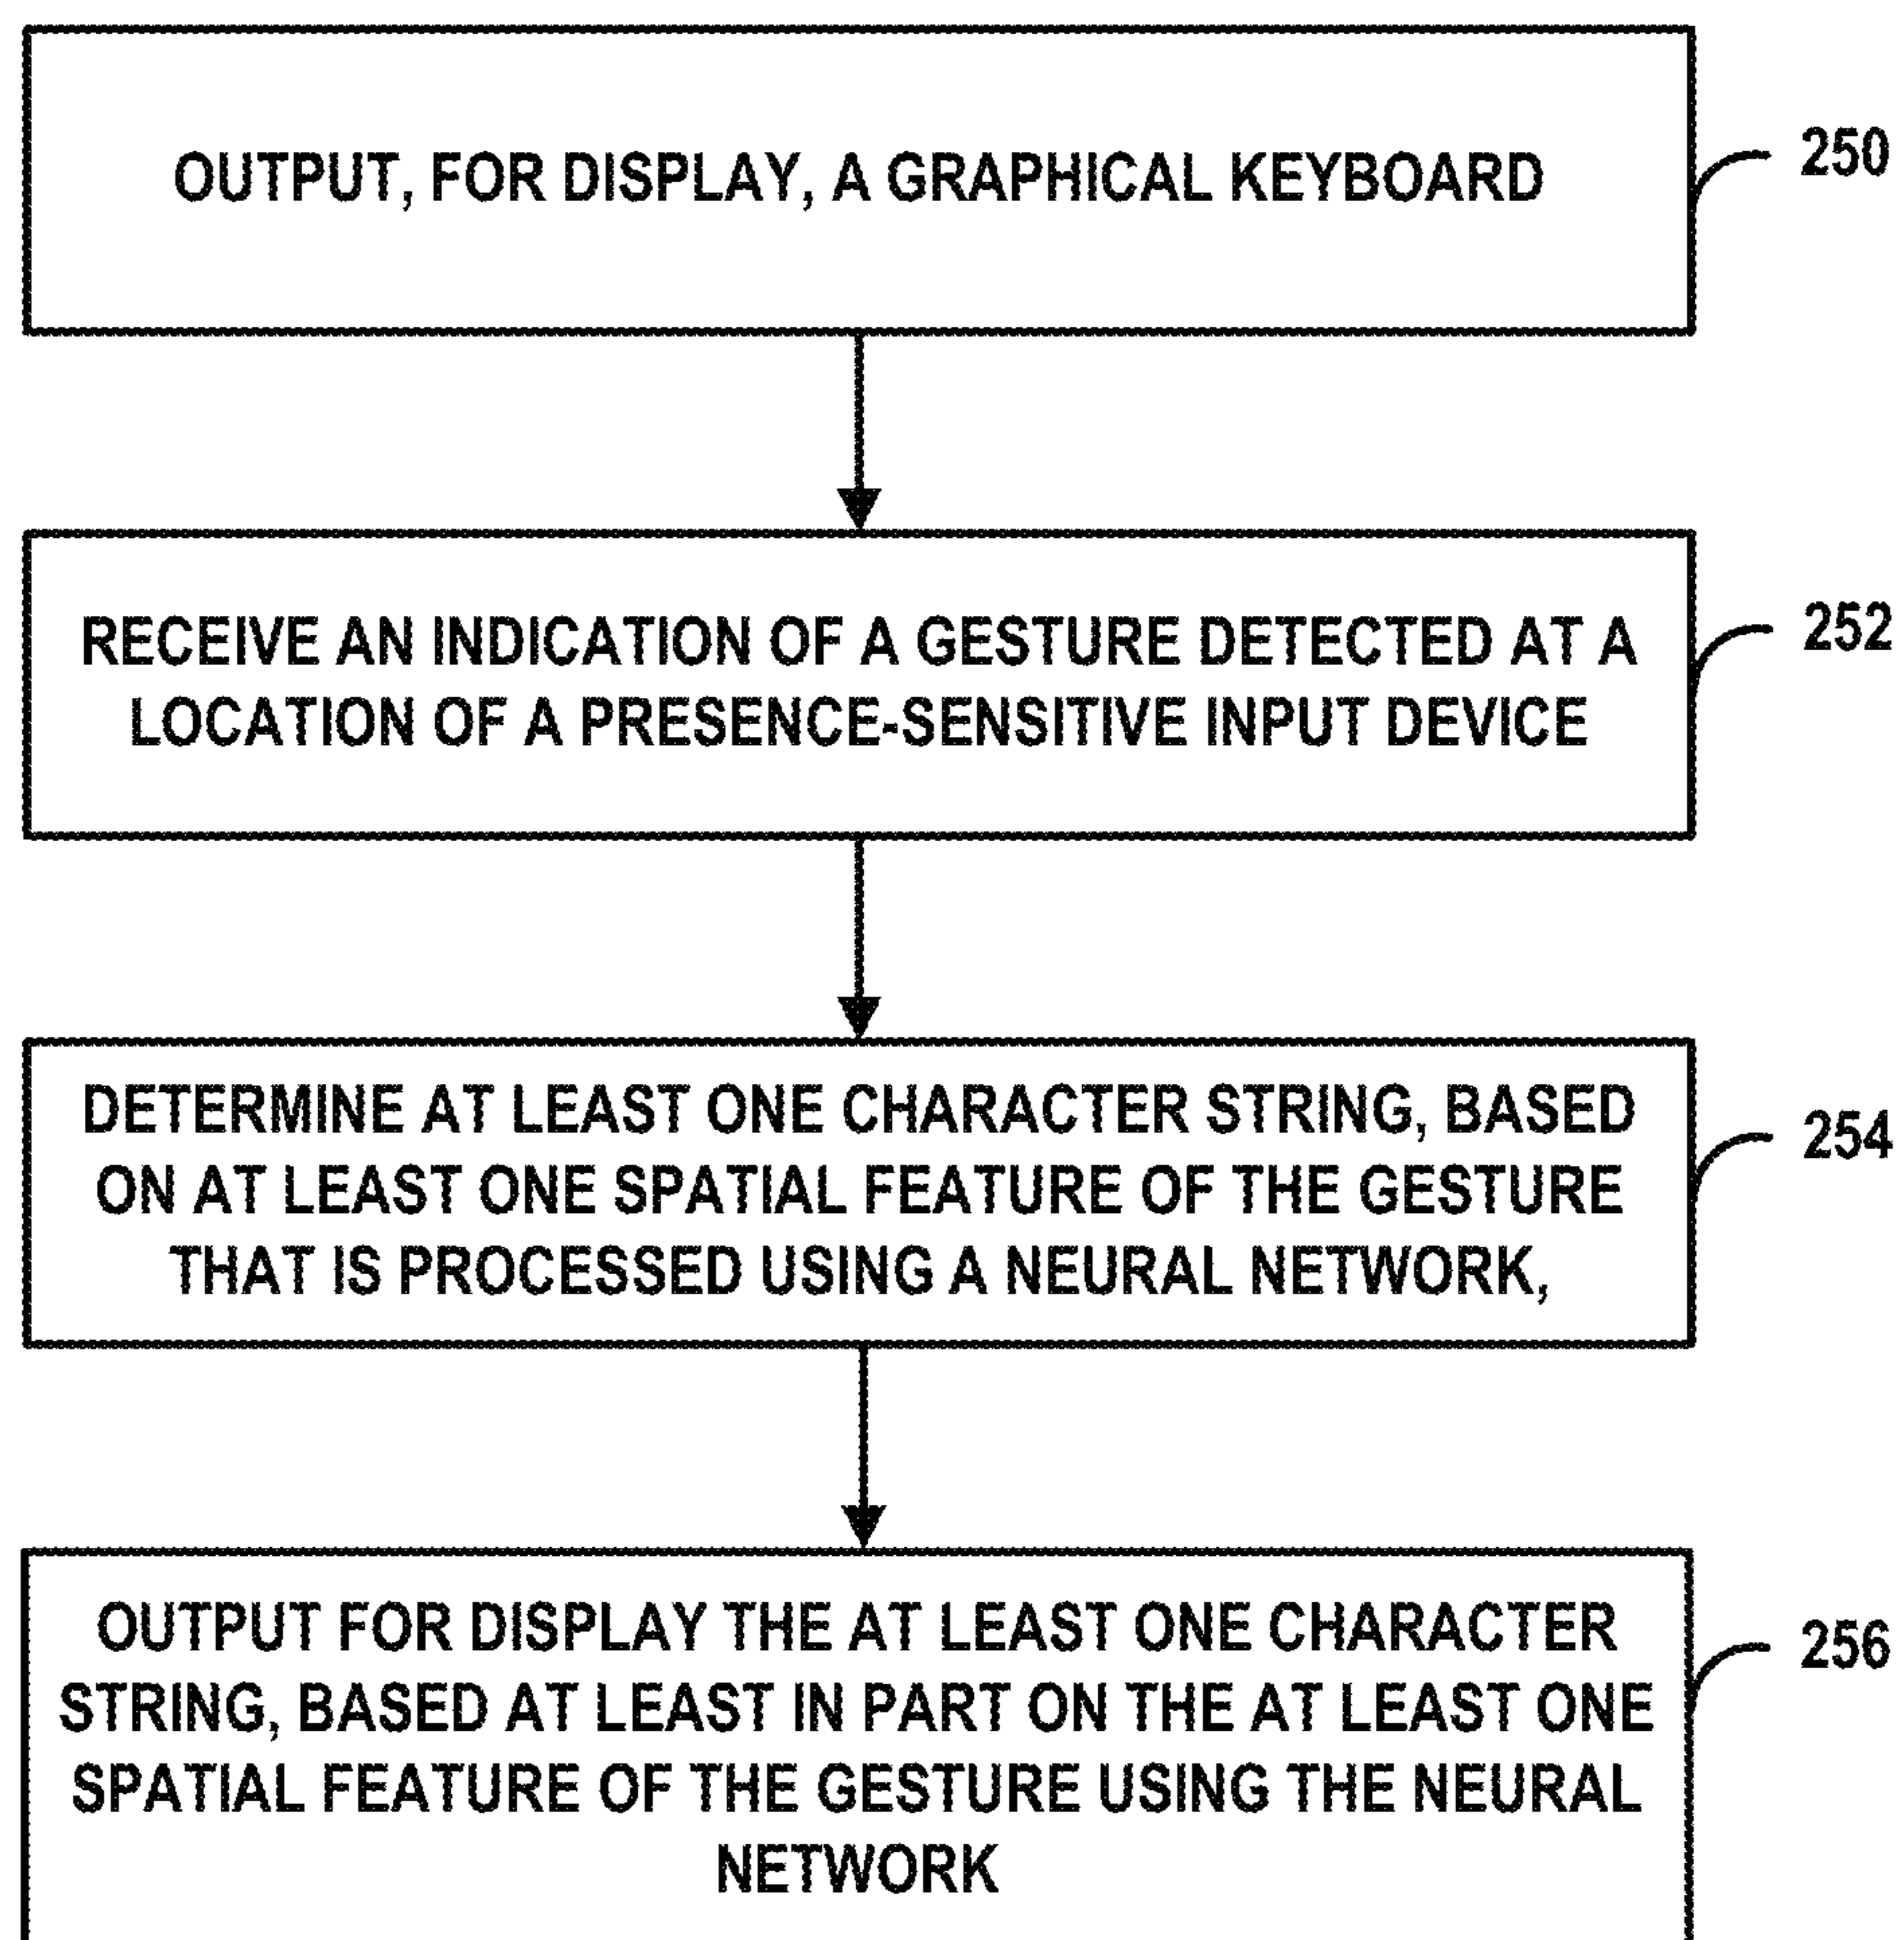 OUTPUT, FOR DISPLAY, A GRAPHICAL KEYBOARD
250
RECEIVE AN INDICATION OF A GESTURE DETECTED AT A
LOCATION OF A PRESENCE-SENSITIVE INPUT DEVICE
252
DETERMINE AT LEAST ONE CHARACTER STRING, BASED
ON AT LEAST ONE SPATIAL FEATURE OF THE GESTURE
THAT IS PROCESSED USING A NEURAL NETWORK,
254
OUTPUT FOR DISPLAY THE AT LEAST ONE CHARACTER
STRING, BASED AT LEAST IN PART ON THE AT LEAST ONE
SPATIAL FEATURE OF THE GESTURE USING THE NEURAL
NETWORK
256